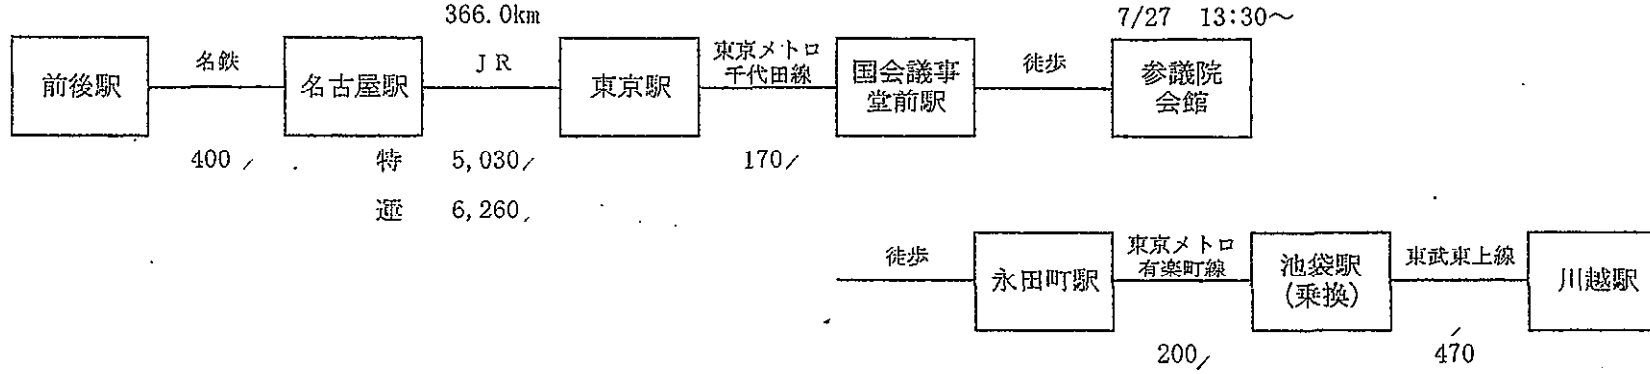 366.0km
7/27 13:30～
前後駅
名鉄
名古屋駅
ＪＲ
東京駅
東京メトロ
千代田線
国会議事
堂前駅
徒歩
参議院
会館
400
特 5,030
170
運 6,260
徒歩
永田町駅
東京メトロ
有楽町線
池袋駅
(乗換)
東武東上線
川越駅
200
470